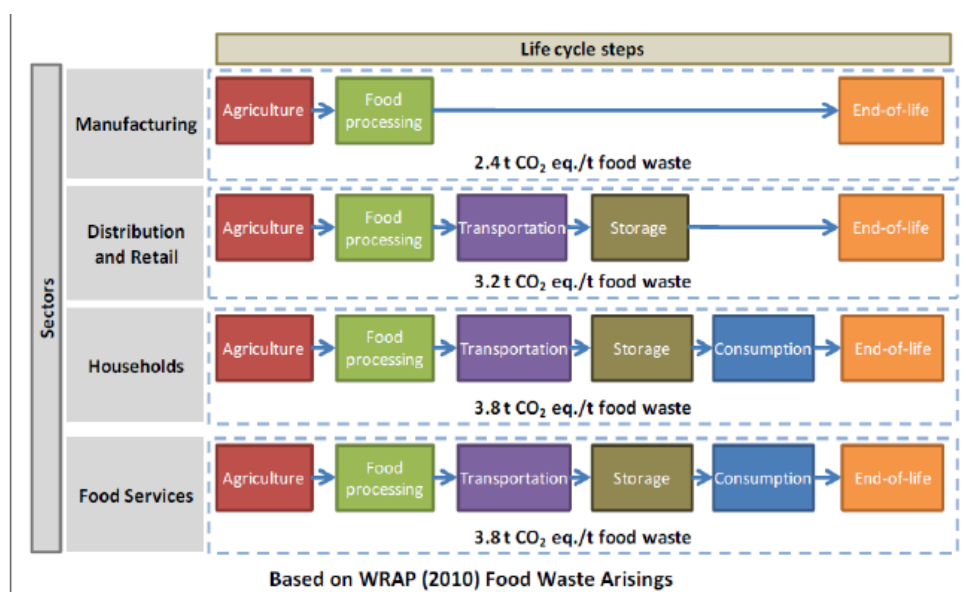 Life cycle steps
Sectors
Manufacturing
Agriculture
Food
processing
End-of-life
2.4 t CO₂ eq./t food waste
Distribution
and Retail
Agriculture
Food
processing
Transportation
Storage
End-of-life
3.2 t CO₂ eq./t food waste
Households
Agriculture
Food
processing
Transportation
Storage
Consumption
End-of-life
3.8 t CO₂ eq./t food waste
Food Services
Agriculture
Food
processing
Transportation
Storage
Consumption
End-of-life
3.8 t CO₂ eq./t food waste
Based on WRAP (2010) Food Waste Arisings